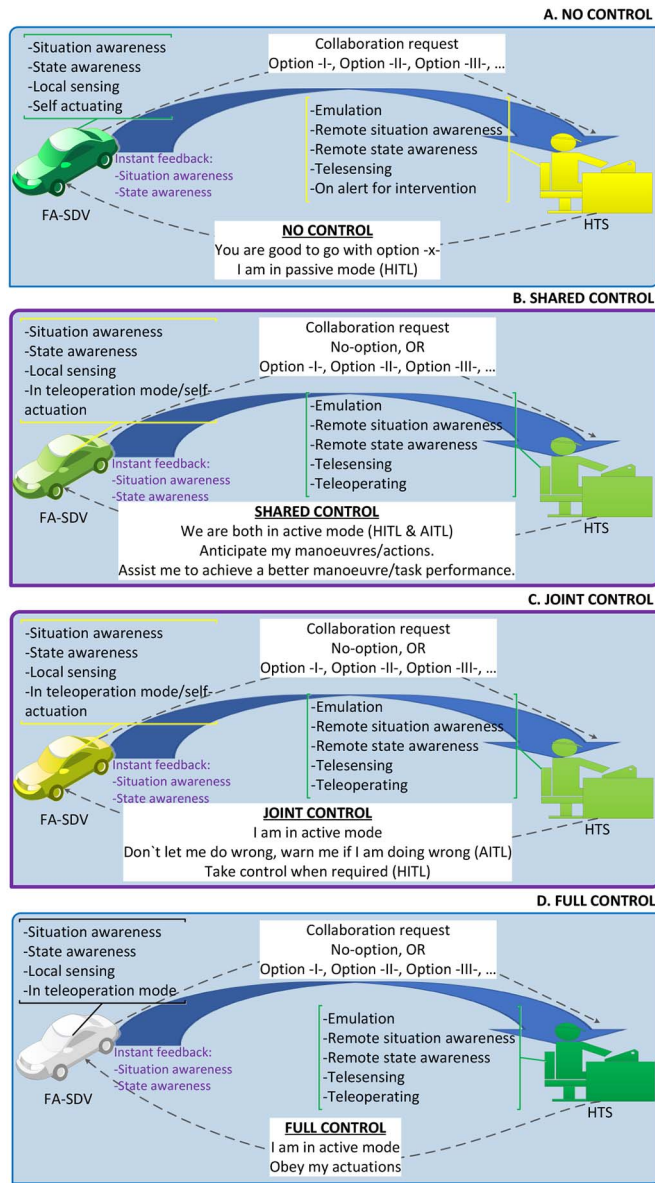 A. NO CONTROL
-Situation awareness
-State awareness
-Local sensing
-Self actuating
Collaboration request
Option -I-, Option -II-, Option -III-, ...
-Emulation
-Remote situation awareness
-Remote state awareness
-Telesensing
-On alert for intervention
Instant feedback:
-Situation awareness
-State awareness
FA-SDV
HTS
NO CONTROL
You are good to go with option -x-
I am in passive mode (HITL)
B. SHARED CONTROL
-Situation awareness
-State awareness
-Local sensing
-In teleoperation mode/self-
actuation
Collaboration request
No-option, OR
Option -I-, Option -II-, Option -III-, ...
-Emulation
-Remote situation awareness
-Remote state awareness
-Telesensing
-Teleoperating
Instant feedback:
-Situation awareness
-State awareness
FA-SDV
HTS
SHARED CONTROL
We are both in active mode (HITL & AITL)
Anticipate my manoeuvres/actions.
Assist me to achieve a better manoeuvre/task performance.
C. JOINT CONTROL
-Situation awareness
-State awareness
-Local sensing
-In teleoperation mode/self-
actuation
Collaboration request
No-option, OR
Option -I-, Option -II-, Option -III-, ...
-Emulation
-Remote situation awareness
-Remote state awareness
-Telesensing
-Teleoperating
Instant feedback:
-Situation awareness
-State awareness
FA-SDV
HTS
JOINT CONTROL
I am in active mode
Don`t let me do wrong, warn me if I am doing wrong (AITL)
Take control when required (HITL)
D. FULL CONTROL
-Situation awareness
-State awareness
-Local sensing
-In teleoperation mode
Collaboration request
No-option, OR
Option -I-, Option -II-, Option -III-, ...
-Emulation
-Remote situation awareness
-Remote state awareness
-Telesensing
-Teleoperating
Instant feedback:
-Situation awareness
-State awareness
FA-SDV
HTS
FULL CONTROL
I am in active mode
Obey my actuations